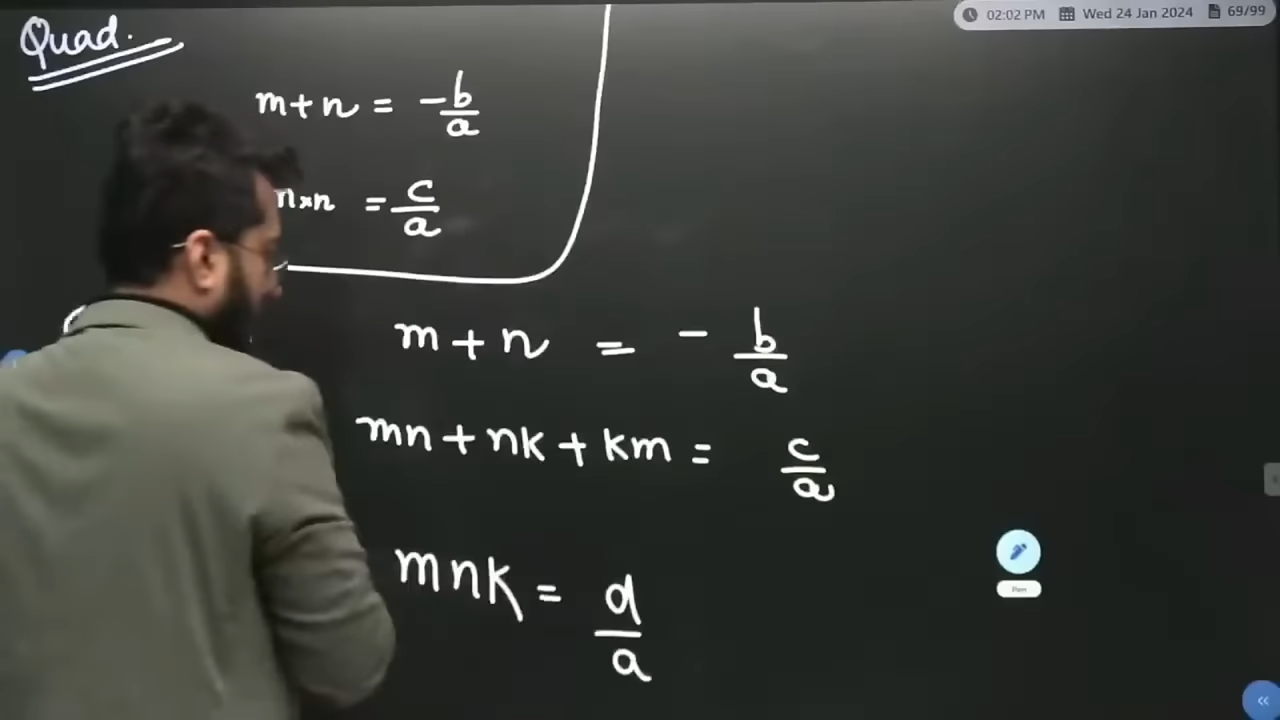 02:02 PM Wed 24 Jan 2024 69/99
Quad.
m+n = -b/a
n×n = c/a
m+n = - b/a
mn+nk+km = c/a
mnk = d/a